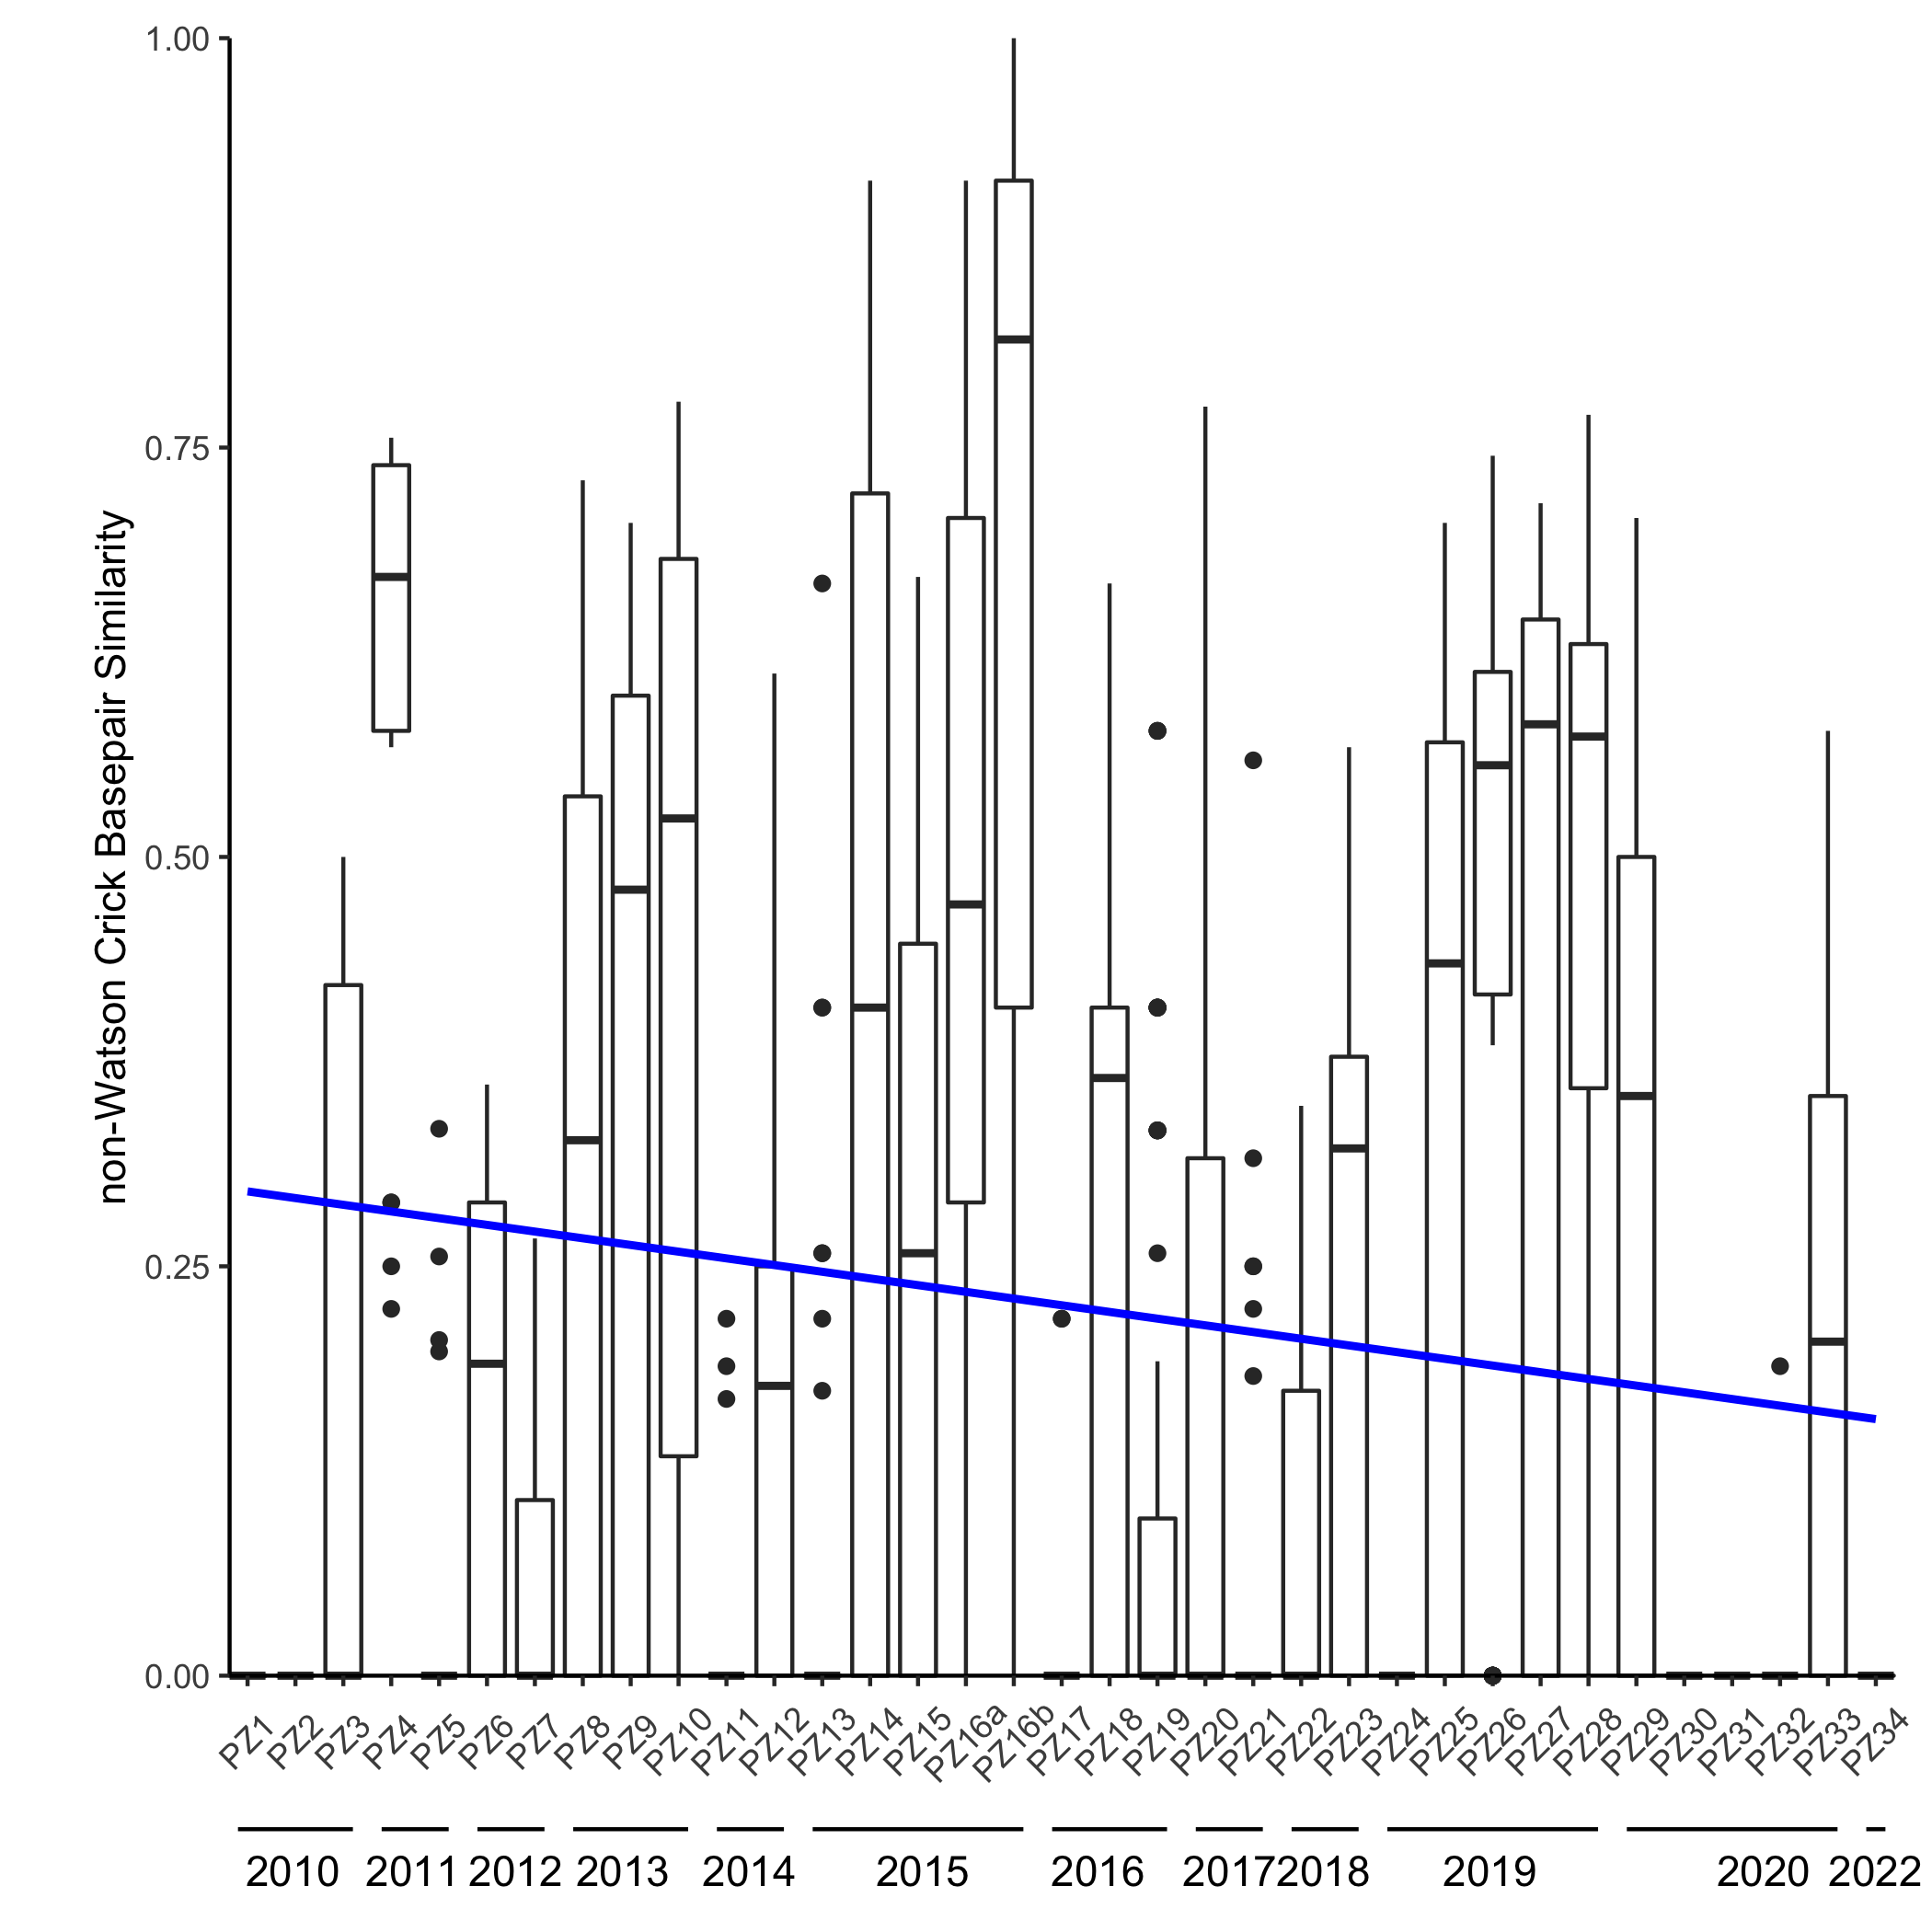 non-Watson Crick Basepair Similarity
1.00
0.75
0.50
0.25
0.00
PZ1 PZ2 PZ3 PZ4 PZ5 PZ6 PZ7 PZ8 PZ9 PZ10 PZ11 PZ12 PZ13 PZ14 PZ15 PZ16a PZ16b PZ17 PZ18 PZ19 PZ20 PZ21 PZ22 PZ23 PZ24 PZ25 PZ26 PZ27 PZ28 PZ29 PZ30 PZ31 PZ32 PZ33 PZ34
2010 2011 2012 2013 2014 2015 2016 2017 2018 2019 2020 2022